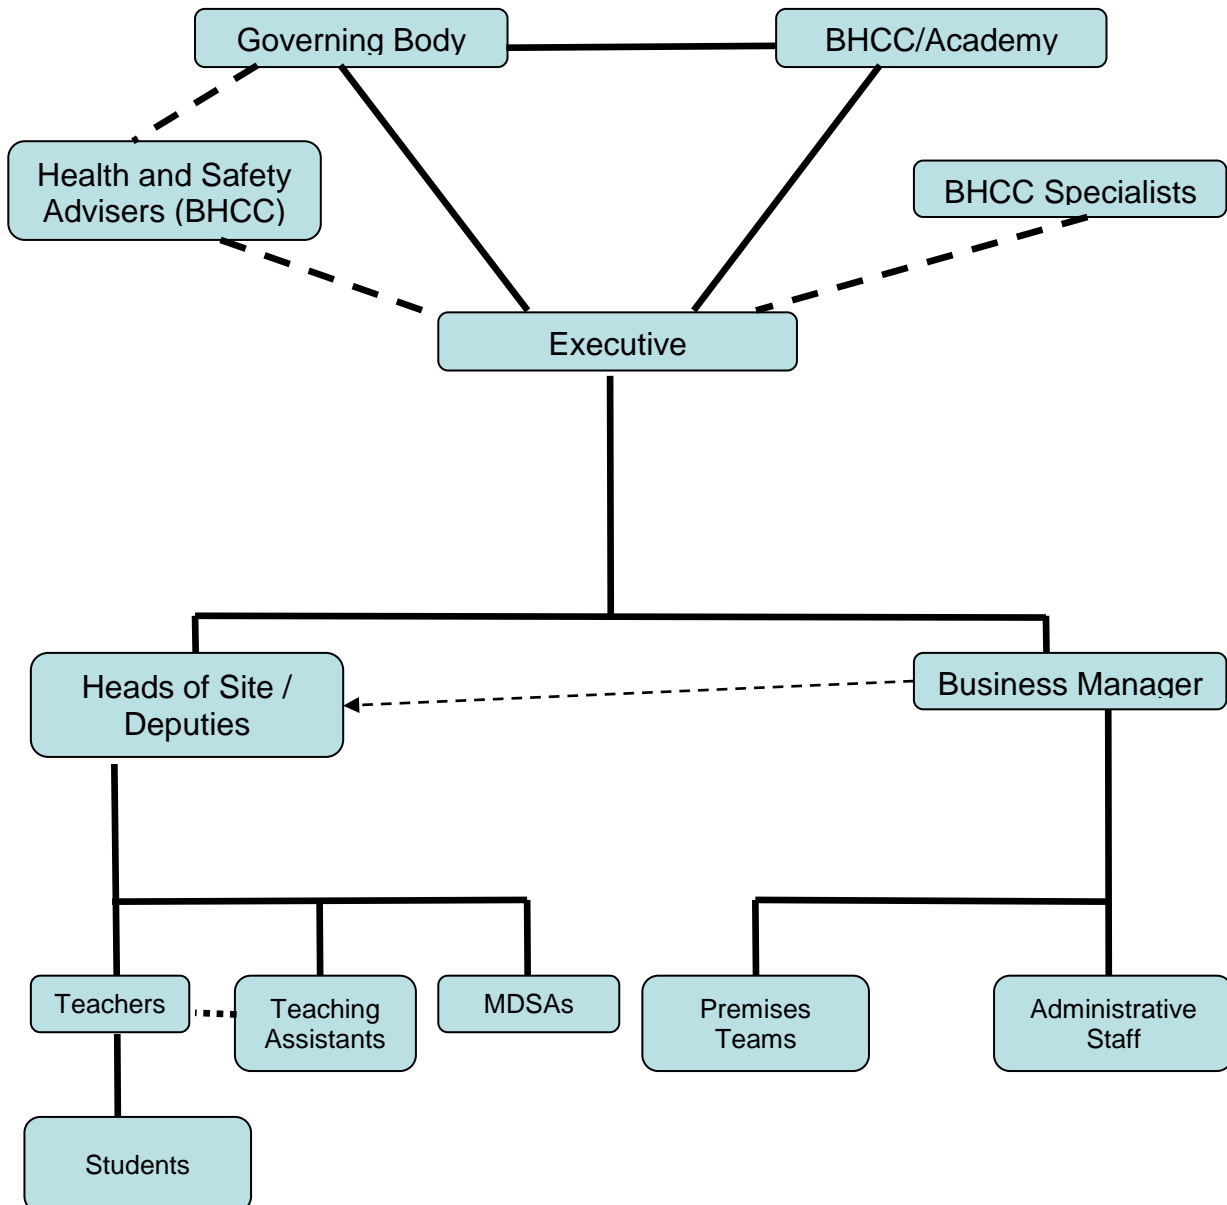 Governing Body
BHCC/Academy
Health and Safety
Advisers (BHCC)
BHCC Specialists
Executive
Heads of Site /
Deputies
Business Manager
Teachers
Teaching
Assistants
MDSAs
Premises
Teams
Administrative
Staff
Students